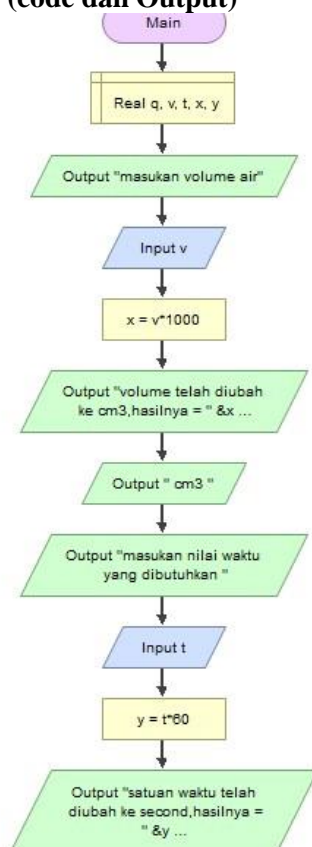 (code dan Output)
Main
Real q, v, t, x, y
Output "masukan volume air"
Input v
x = v*1000
Output "volume telah diubah
ke cm3,hasilnya = " &x ...
Output " cm3 "
Output "masukan nilai waktu
yang dibutuhkan "
Input t
y = t*60
Output "satuan waktu telah
diubah ke second,hasilnya =
" &y ...